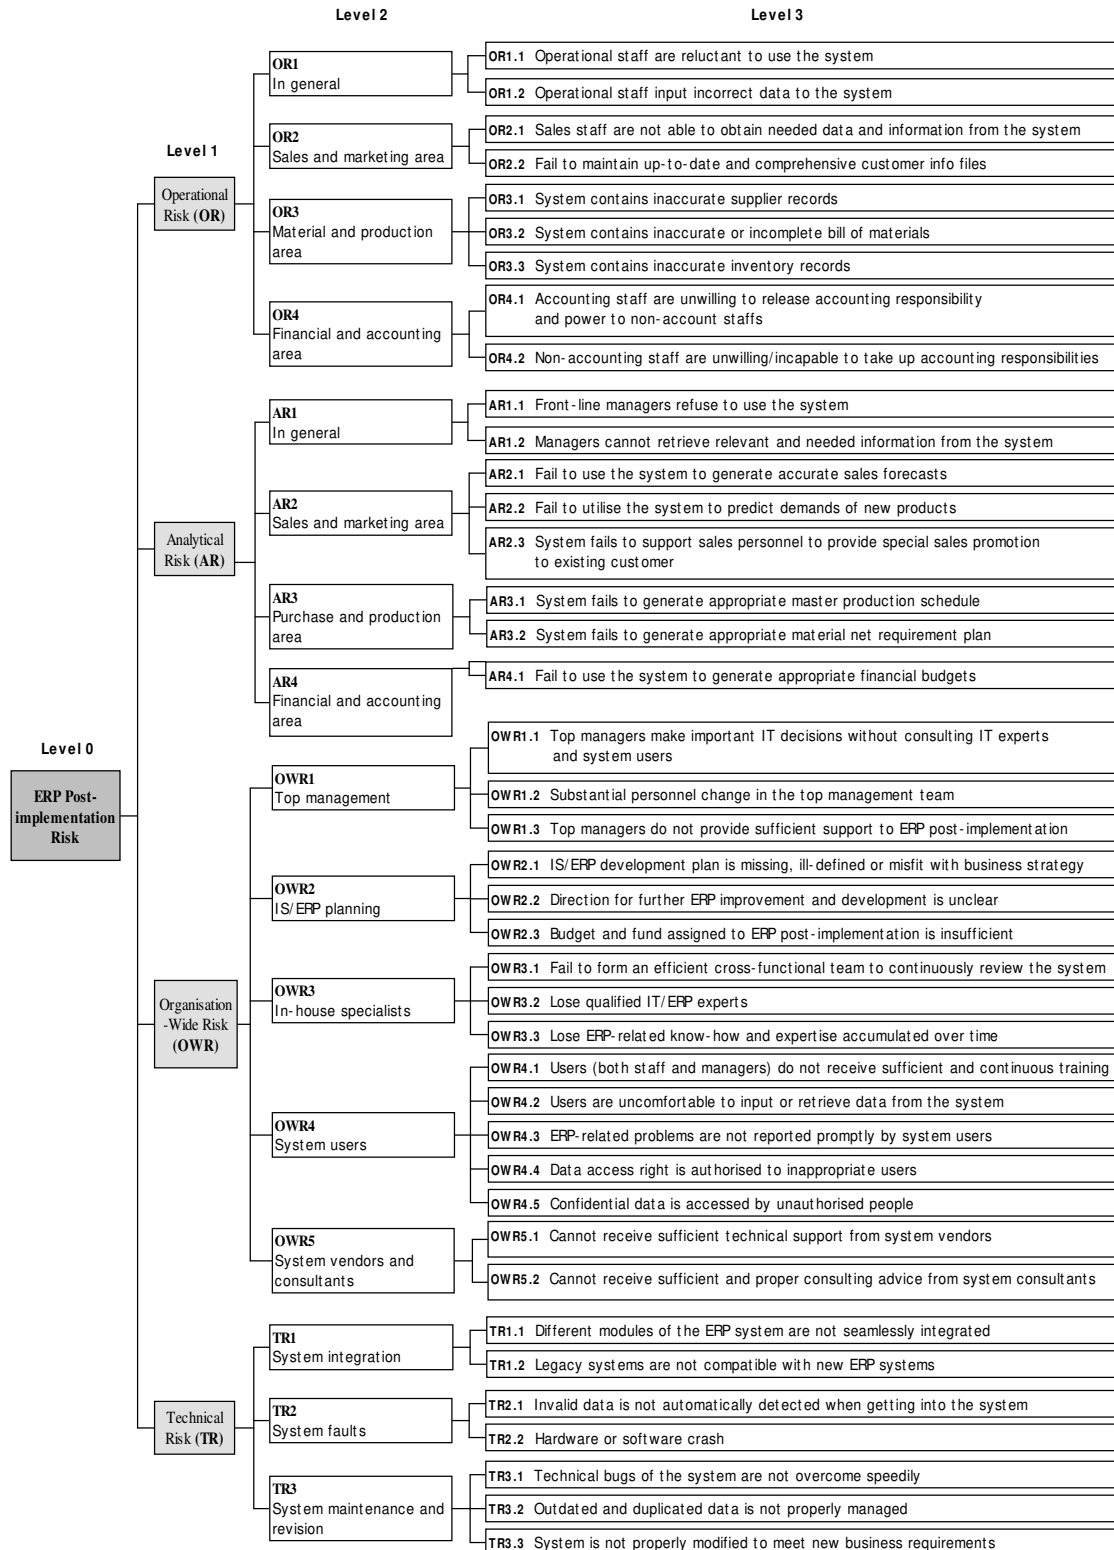 Level 2
Level 3
Level 1
Level 0
ERP Post-
implementation
Risk
Operational
Risk (OR)
OR1
In general
OR1.1 Operational staff are reluctant to use the system
OR1.2 Operational staff input incorrect data to the system
OR2
Sales and marketing area
OR2.1 Sales staff are not able to obtain needed data and information from the system
OR2.2 Fail to maintain up-to-date and comprehensive customer info files
OR3
Material and production
area
OR3.1 System contains inaccurate supplier records
OR3.2 System contains inaccurate or incomplete bill of materials
OR3.3 System contains inaccurate inventory records
OR4
Financial and accounting
area
OR4.1 Accounting staff are unwilling to release accounting responsibility
and power to non-account staffs
OR4.2 Non-accounting staff are unwilling/incapable to take up accounting responsibilities
Analytical
Risk (AR)
AR1
In general
AR1.1 Front-line managers refuse to use the system
AR1.2 Managers cannot retrieve relevant and needed information from the system
AR2
Sales and marketing area
AR2.1 Fail to use the system to generate accurate sales forecasts
AR2.2 Fail to utilise the system to predict demands of new products
AR2.3 System fails to support sales personnel to provide special sales promotion
to existing customer
AR3
Purchase and production
area
AR3.1 System fails to generate appropriate master production schedule
AR3.2 System fails to generate appropriate material net requirement plan
AR4
Financial and accounting
area
AR4.1 Fail to use the system to generate appropriate financial budgets
Organisation
-Wide Risk
(OWR)
OWR1
Top management
OWR1.1 Top managers make important IT decisions without consulting IT experts
and system users
OWR1.2 Substantial personnel change in the top management team
OWR1.3 Top managers do not provide sufficient support to ERP post-implementation
OWR2
IS/ERP planning
OWR2.1 IS/ERP development plan is missing, ill-defined or misfit with business strategy
OWR2.2 Direction for further ERP improvement and development is unclear
OWR2.3 Budget and fund assigned to ERP post-implementation is insufficient
OWR3
In-house specialists
OWR3.1 Fail to form an efficient cross-functional team to continuously review the system
OWR3.2 Lose qualified IT/ERP experts
OWR3.3 Lose ERP-related know-how and expertise accumulated over time
OWR4
System users
OWR4.1 Users (both staff and managers) do not receive sufficient and continuous training
OWR4.2 Users are uncomfortable to input or retrieve data from the system
OWR4.3 ERP-related problems are not reported promptly by system users
OWR4.4 Data access right is authorised to inappropriate users
OWR4.5 Confidential data is accessed by unauthorised people
OWR5
System vendors and
consultants
OWR5.1 Cannot receive sufficient technical support from system vendors
OWR5.2 Cannot receive sufficient and proper consulting advice from system consultants
Technical
Risk (TR)
TR1
System integration
TR1.1 Different modules of the ERP system are not seamlessly integrated
TR1.2 Legacy systems are not compatible with new ERP systems
TR2
System faults
TR2.1 Invalid data is not automatically detected when getting into the system
TR2.2 Hardware or software crash
TR3
System maintenance and
revision
TR3.1 Technical bugs of the system are not overcome speedily
TR3.2 Outdated and duplicated data is not properly managed
TR3.3 System is not properly modified to meet new business requirements